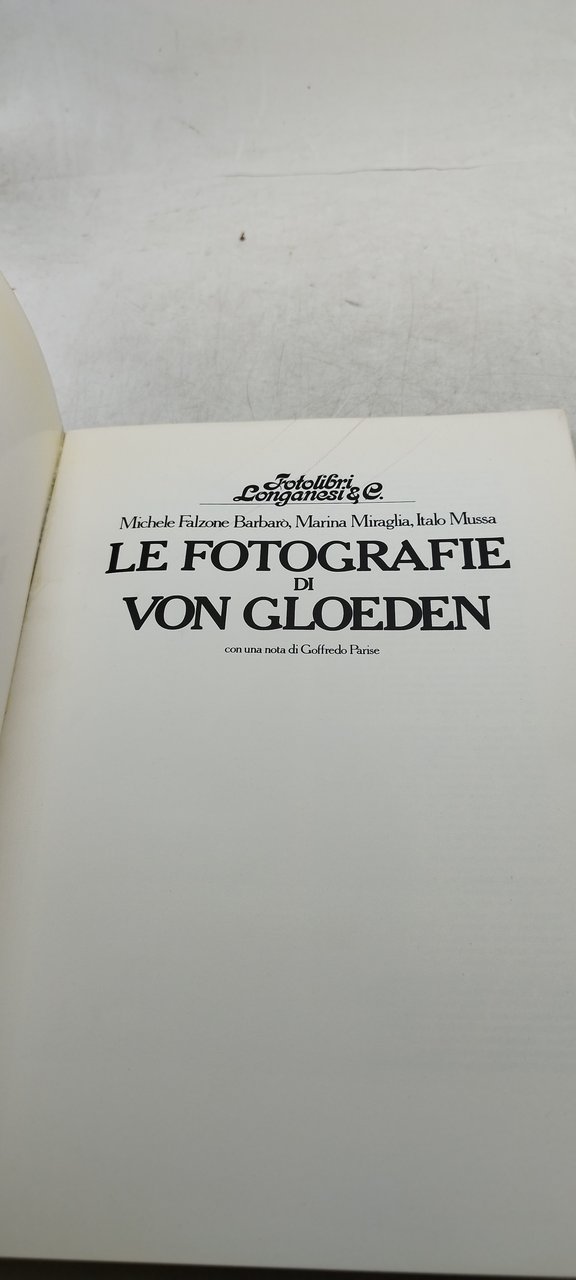 Fotolibri
Longanesi & C.
Michele Falzone Barbarò, Marina Miraglia, Italo Mussa
LE FOTOGRAFIE
DI
VON GLOEDEN
con una nota di Goffredo Parise